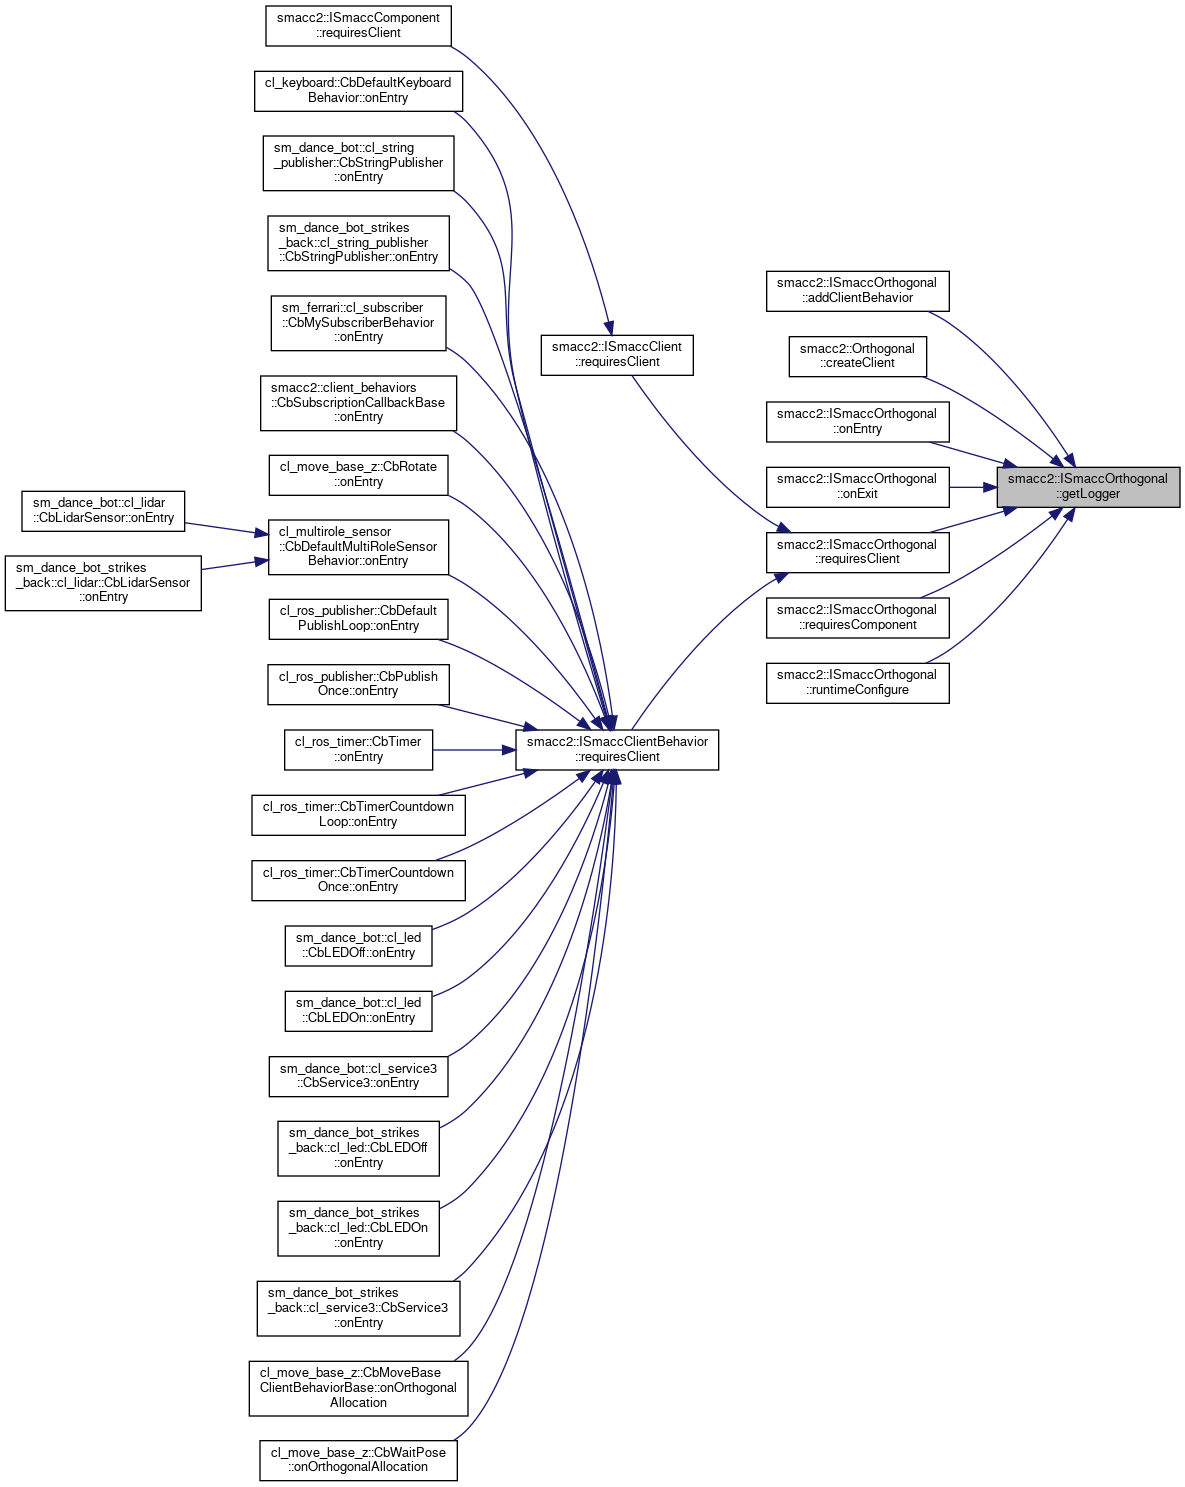 smacc2::ISmaccComponent
::requiresClient
cl_keyboard::CbDefaultKeyboard
Behavior::onEntry
sm_dance_bot::cl_string
_publisher::CbStringPublisher
::onEntry
sm_dance_bot_strikes
_back::cl_string_publisher
::CbStringPublisher::onEntry
sm_ferrari::cl_subscriber
::CbMySubscriberBehavior
::onEntry
smacc2::client_behaviors
::CbSubscriptionCallbackBase
::onEntry
cl_move_base_z::CbRotate
::onEntry
sm_dance_bot::cl_lidar
::CbLidarSensor::onEntry
sm_dance_bot_strikes
_back::cl_lidar::CbLidarSensor
::onEntry
cl_multirole_sensor
::CbDefaultMultiRoleSensor
Behavior::onEntry
cl_ros_publisher::CbDefault
PublishLoop::onEntry
cl_ros_publisher::CbPublish
Once::onEntry
cl_ros_timer::CbTimer
::onEntry
cl_ros_timer::CbTimerCountdown
Loop::onEntry
cl_ros_timer::CbTimerCountdown
Once::onEntry
sm_dance_bot::cl_led
::CbLEDOff::onEntry
sm_dance_bot::cl_led
::CbLEDOn::onEntry
sm_dance_bot::cl_service3
::CbService3::onEntry
sm_dance_bot_strikes
_back::cl_led::CbLEDOff
::onEntry
sm_dance_bot_strikes
_back::cl_led::CbLEDOn
::onEntry
sm_dance_bot_strikes
_back::cl_service3::CbService3
::onEntry
cl_move_base_z::CbMoveBase
ClientBehaviorBase::onOrthogonal
Allocation
cl_move_base_z::CbWaitPose
::onOrthogonalAllocation
smacc2::ISmaccClient
::requiresClient
smacc2::ISmaccClientBehavior
::requiresClient
smacc2::ISmaccOrthogonal
::addClientBehavior
smacc2::Orthogonal
::createClient
smacc2::ISmaccOrthogonal
::onEntry
smacc2::ISmaccOrthogonal
::onExit
smacc2::ISmaccOrthogonal
::requiresClient
smacc2::ISmaccOrthogonal
::requiresComponent
smacc2::ISmaccOrthogonal
::runtimeConfigure
smacc2::ISmaccOrthogonal
::getLogger